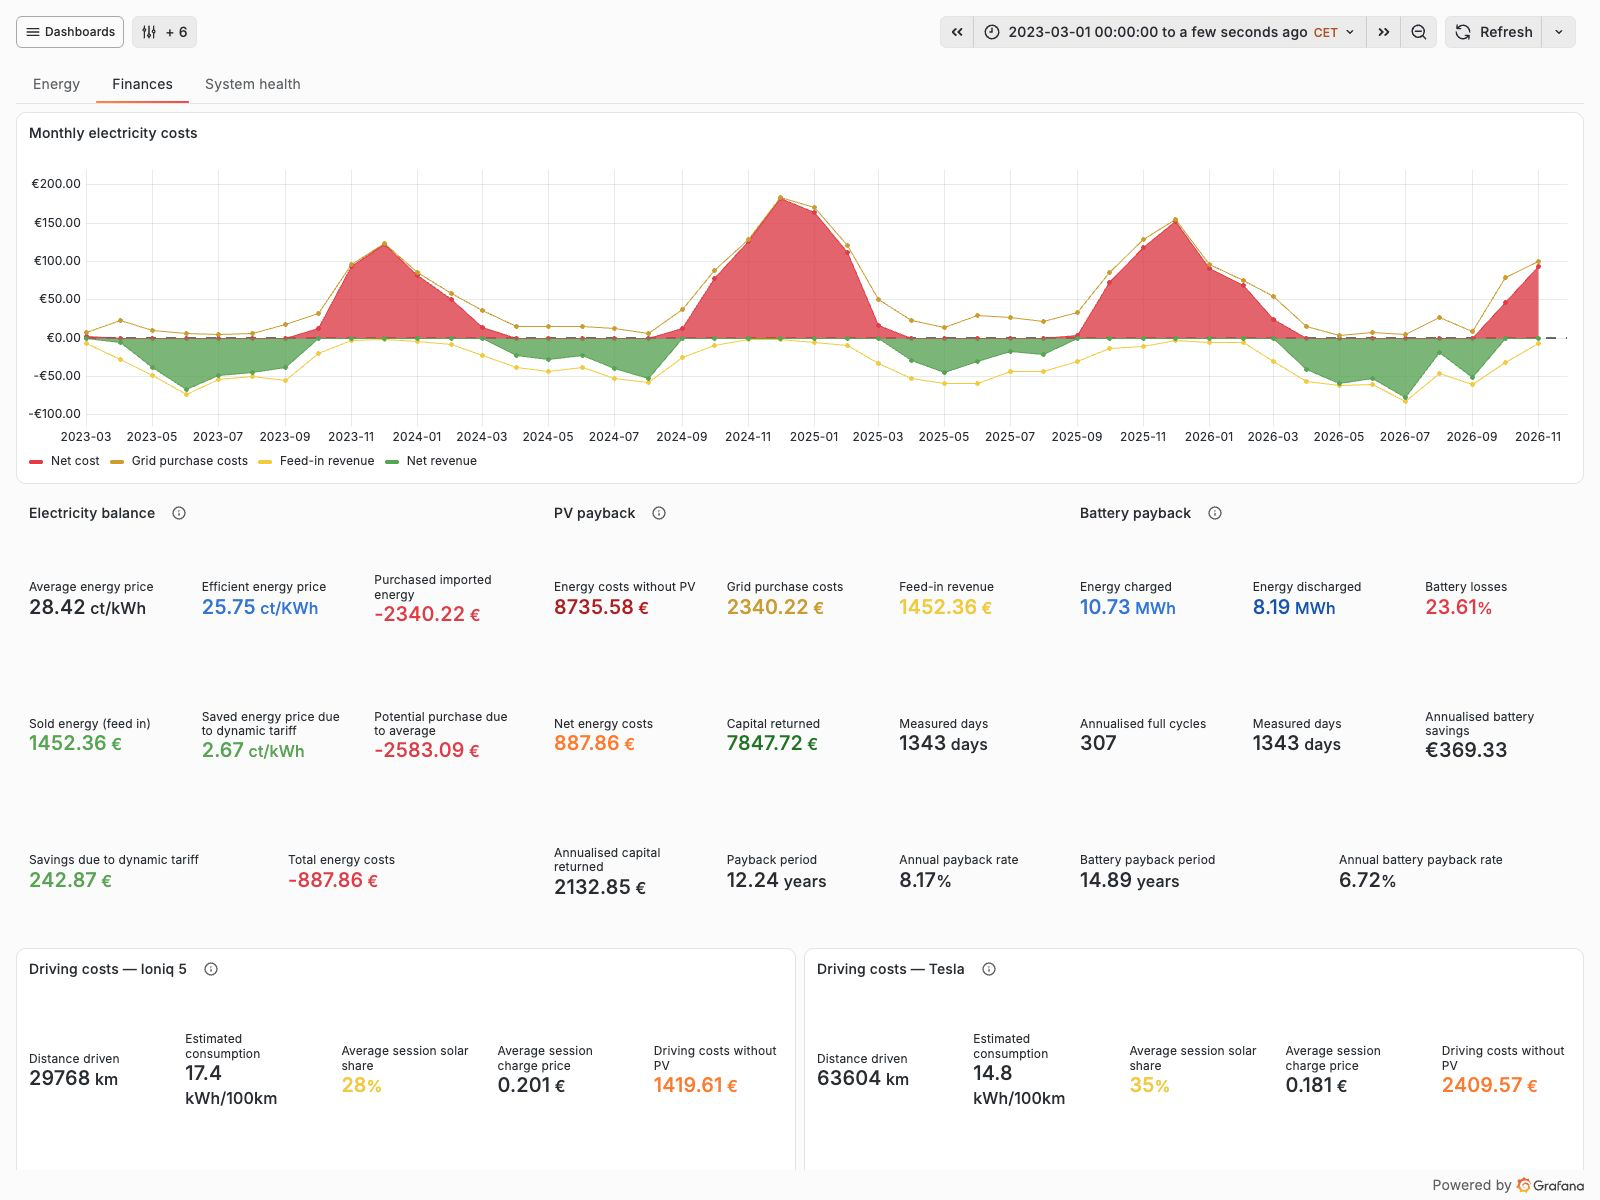 Dashboards
+ 6
2023-03-01 00:00:00 to a few seconds ago CET
Refresh
Energy
Finances
System health
Monthly electricity costs
€200.00
€150.00
€100.00
€50.00
€0.00
-€50.00
-€100.00
2023-03 2023-05 2023-07 2023-09 2023-11 2024-01 2024-03 2024-05 2024-07 2024-09 2024-11 2025-01 2025-03 2025-05 2025-07 2025-09 2025-11 2026-01 2026-03 2026-05 2026-07 2026-09 2026-11
Net cost Grid purchase costs Feed-in revenue Net revenue
Electricity balance
Average energy price
28.42 ct/kWh
Efficient energy price
25.75 ct/KWh
Purchased imported
energy
-2340.22 €
Sold energy (feed in)
1452.36 €
Saved energy price due
to dynamic tariff
2.67 ct/kWh
Potential purchase due
to average
-2583.09 €
Savings due to dynamic tariff
242.87 €
Total energy costs
-887.86 €
PV payback
Energy costs without PV
8735.58 €
Grid purchase costs
2340.22 €
Feed-in revenue
1452.36 €
Net energy costs
887.86 €
Capital returned
7847.72 €
Measured days
1343 days
Annualised capital
returned
2132.85 €
Payback period
12.24 years
Annual payback rate
8.17%
Battery payback
Energy charged
10.73 MWh
Energy discharged
8.19 MWh
Battery losses
23.61%
Annualised full cycles
307
Measured days
1343 days
Annualised battery
savings
€369.33
Battery payback period
14.89 years
Annual battery payback rate
6.72%
Driving costs — Ioniq 5
Distance driven
29768 km
Estimated
consumption
17.4
kWh/100km
Average session solar
share
28%
Average session
charge price
0.201 €
Driving costs without
PV
1419.61 €
Driving costs — Tesla
Distance driven
63604 km
Estimated
consumption
14.8
kWh/100km
Average session solar
share
35%
Average session
charge price
0.181 €
Driving costs without
PV
2409.57 €
Powered by Grafana